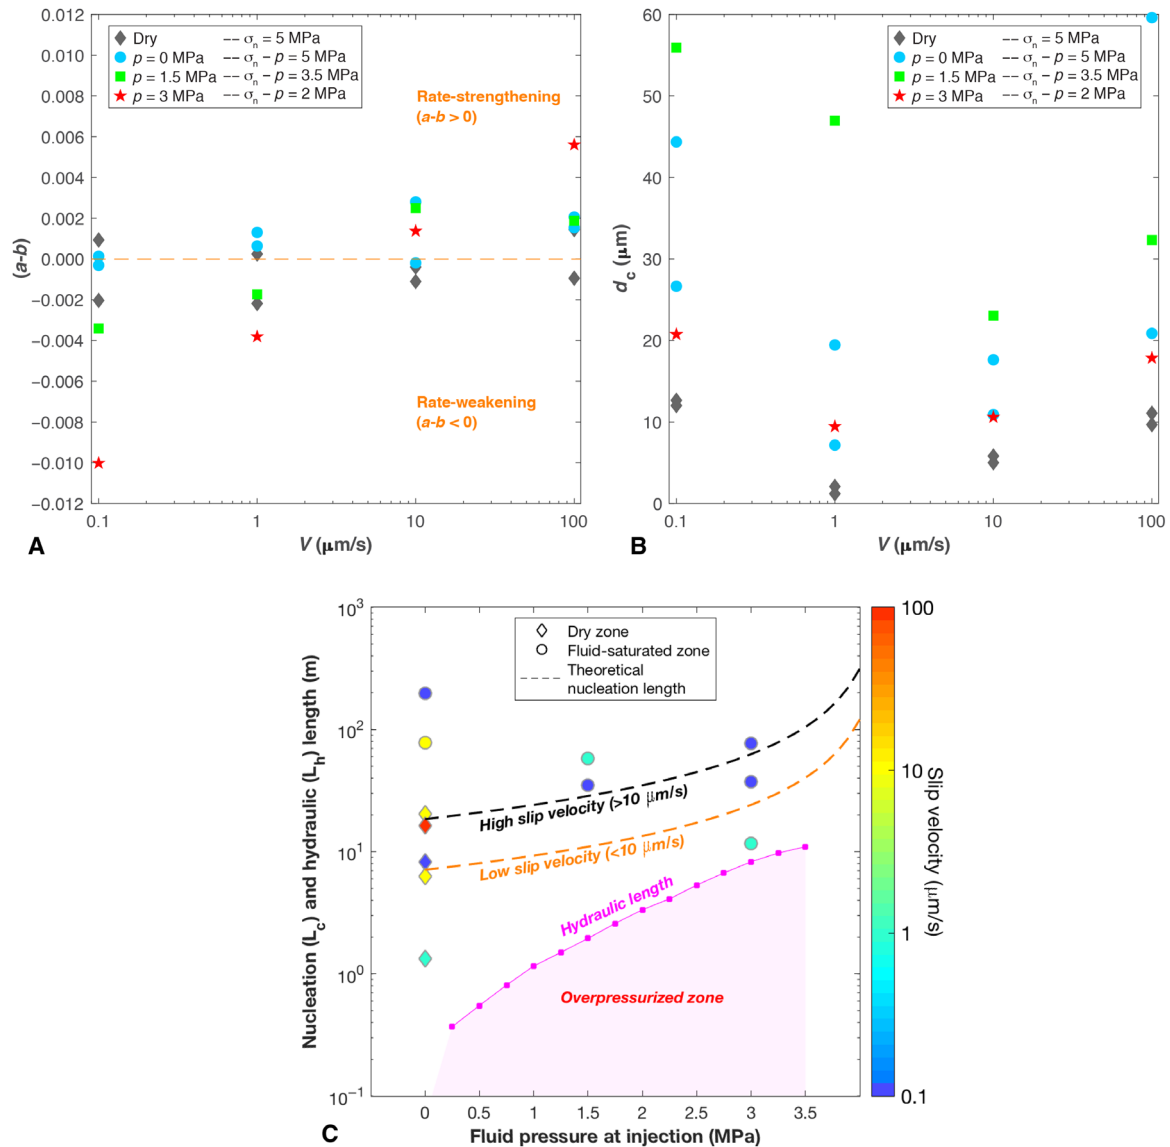 0.012
0.010
0.008
0.006
0.004
0.002
0.000
−0.002
−0.004
−0.006
−0.008
−0.010
−0.012
(a-b)
Dry
p = 0 MPa
p = 1.5 MPa
p = 3 MPa
σn = 5 MPa
σn − p = 5 MPa
σn − p = 3.5 MPa
σn − p = 2 MPa
Rate-strengthening
(a-b > 0)
Rate-weakening
(a-b < 0)
0.1
1
10
100
V (μm/s)
A
60
50
40
30
20
10
0
dc (μm)
Dry
p = 0 MPa
p = 1.5 MPa
p = 3 MPa
σn = 5 MPa
σn − p = 5 MPa
σn − p = 3.5 MPa
σn − p = 2 MPa
0.1
1
10
100
V (μm/s)
B
10³
10²
10¹
10⁰
10⁻¹
Nucleation (Lc) and hydraulic (Lh) length (m)
Dry zone
Fluid-saturated zone
Theoretical
nucleation length
High slip velocity (>10 μm/s)
Low slip velocity (<10 μm/s)
Hydraulic length
Overpressurized zone
0
0.5
1
1.5
2
2.5
3
3.5
Fluid pressure at injection (MPa)
C
100
10
1
0.1
Slip velocity (μm/s)